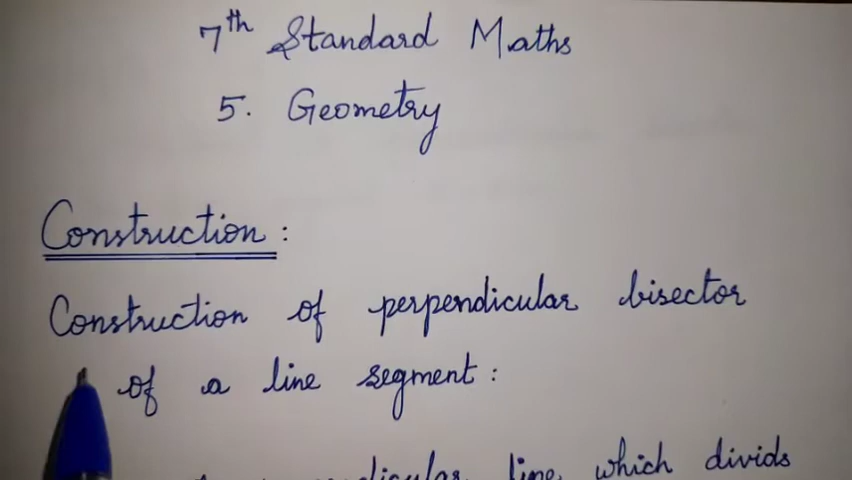 7th Standard Maths
5. Geometry
Construction :
Construction of perpendicular bisector
of a line segment :
line which divids